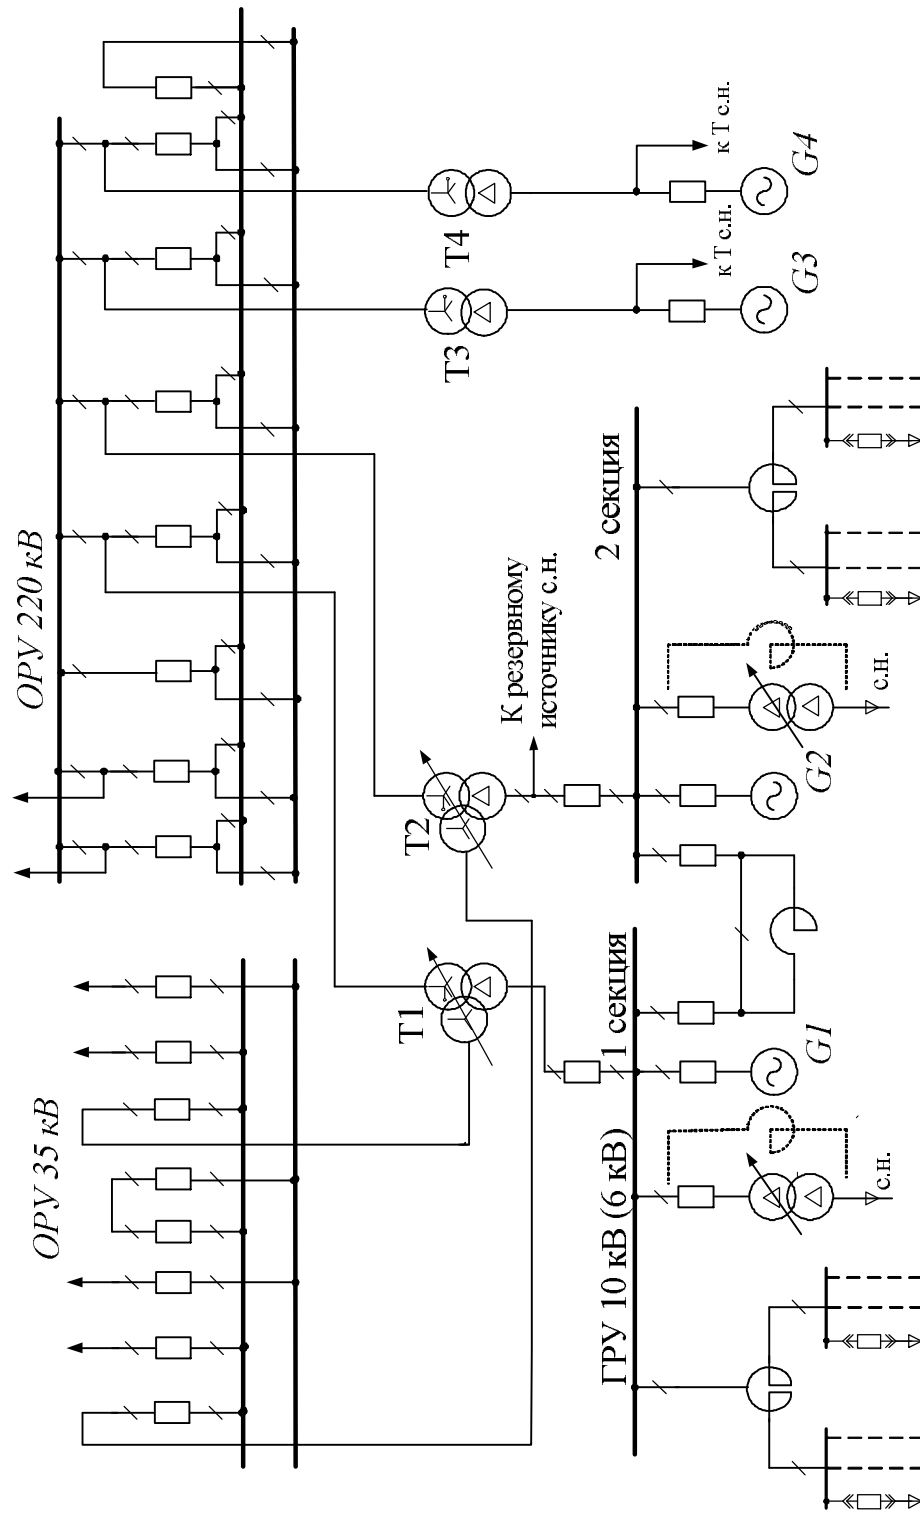 ОРУ 35 кВ
ОРУ 220 кВ
T1
T2
T3
T4
К резервному
источнику с.н.
к Т с.н.
к Т с.н.
ГРУ 10 кВ (6 кВ)
1 секция
2 секция
с.н.
G1
G2
с.н.
G3
G4